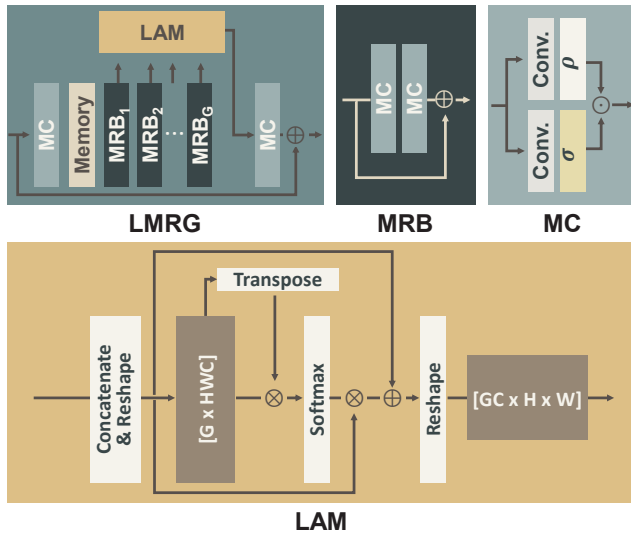 LAM
MC
Memory
MRB1
MRB2
...
MRBG
MC
LMRG
MC
MC
MRB
Conv.
ρ
Conv.
σ
MC
Transpose
Concatenate
& Reshape
[G x HWC]
Softmax
Reshape
[GC x H x W]
LAM